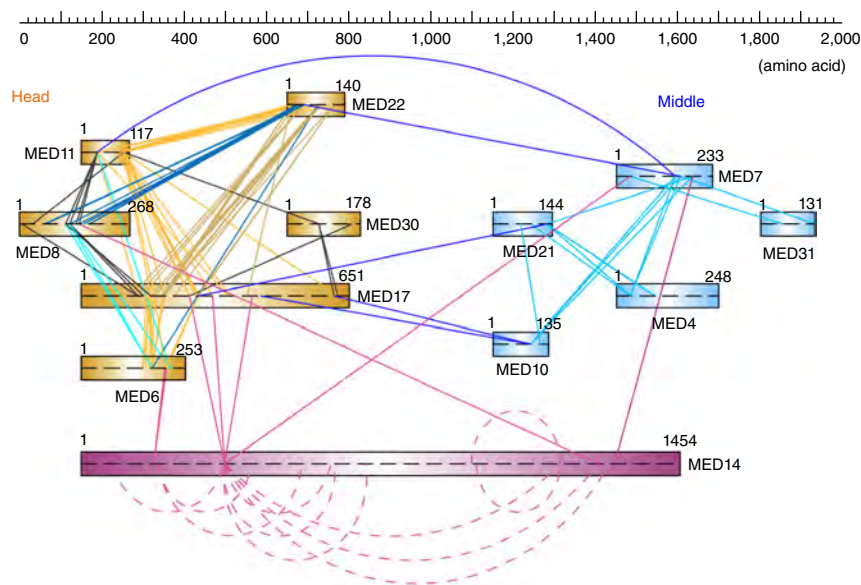 0 200 400 600 800 1,000 1,200 1,400 1,600 1,800 2,000
(amino acid)
Head
Middle
1 140
MED22
1 117
MED11
1 233
MED7
1 268
MED8
1 178
MED30
1 144
MED21
1 131
MED31
1 651
MED17
1 248
MED4
1 135
MED10
1 253
MED6
1 1454
MED14